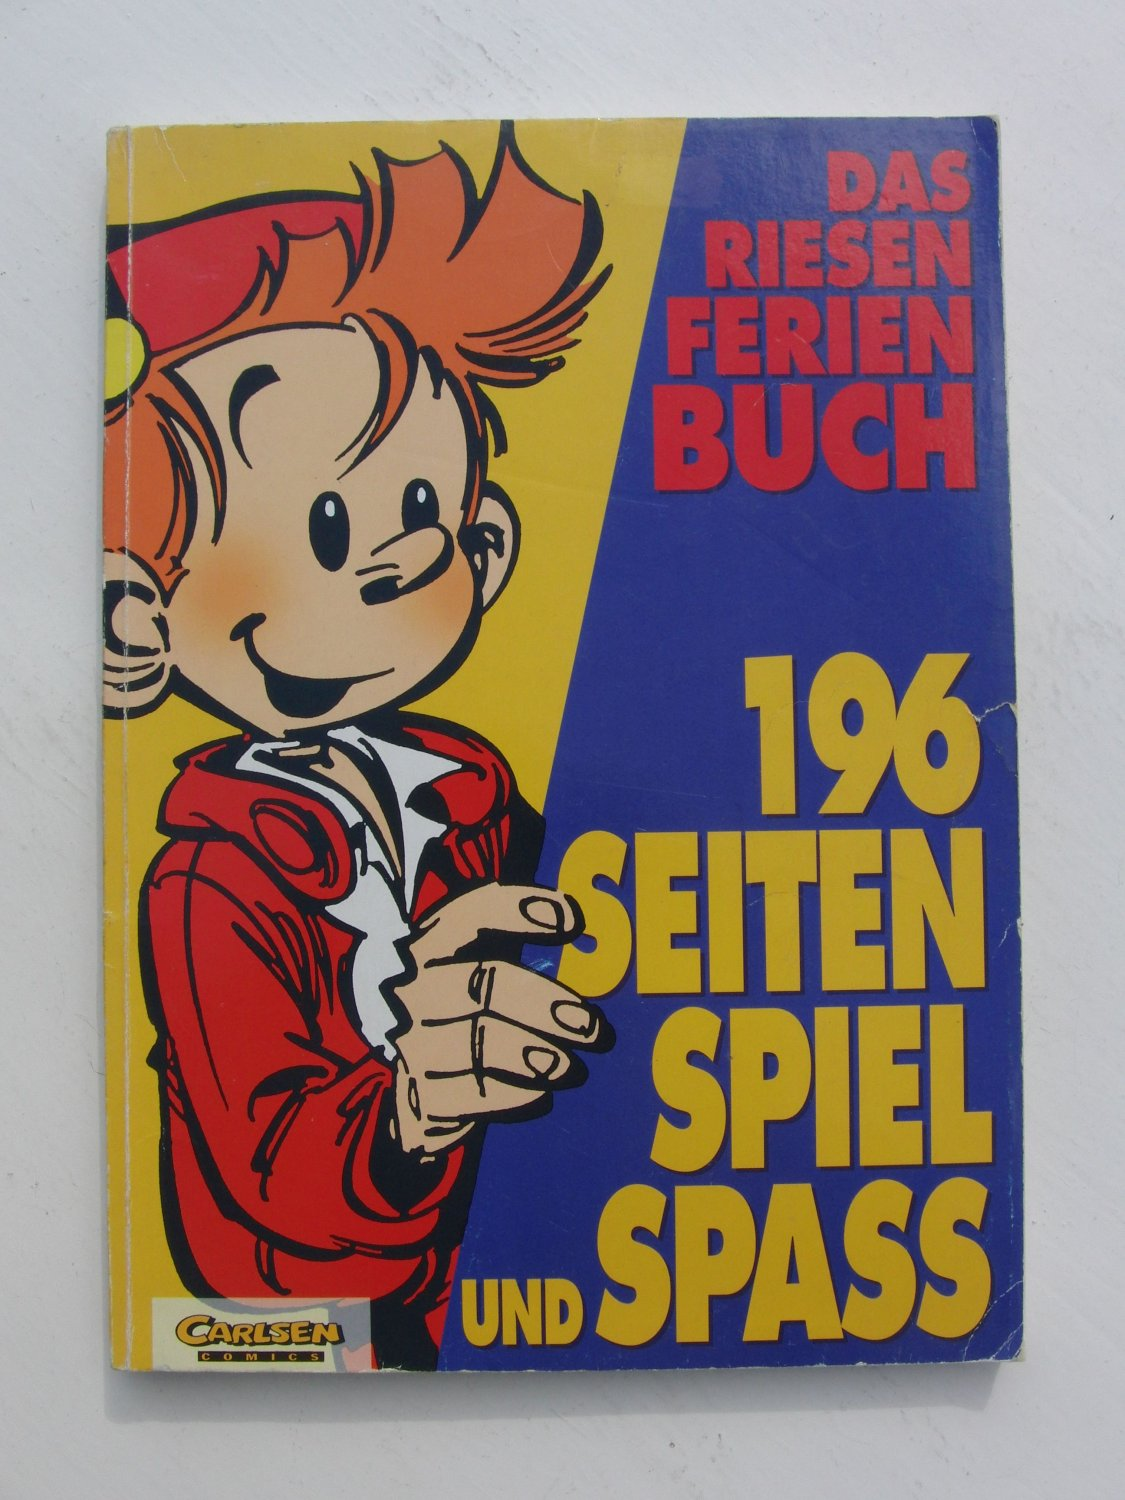 DAS
RIESEN
FERIEN
BUCH
196
SEITEN
SPIEL
UND SPASS
CARLSEN
COMICS